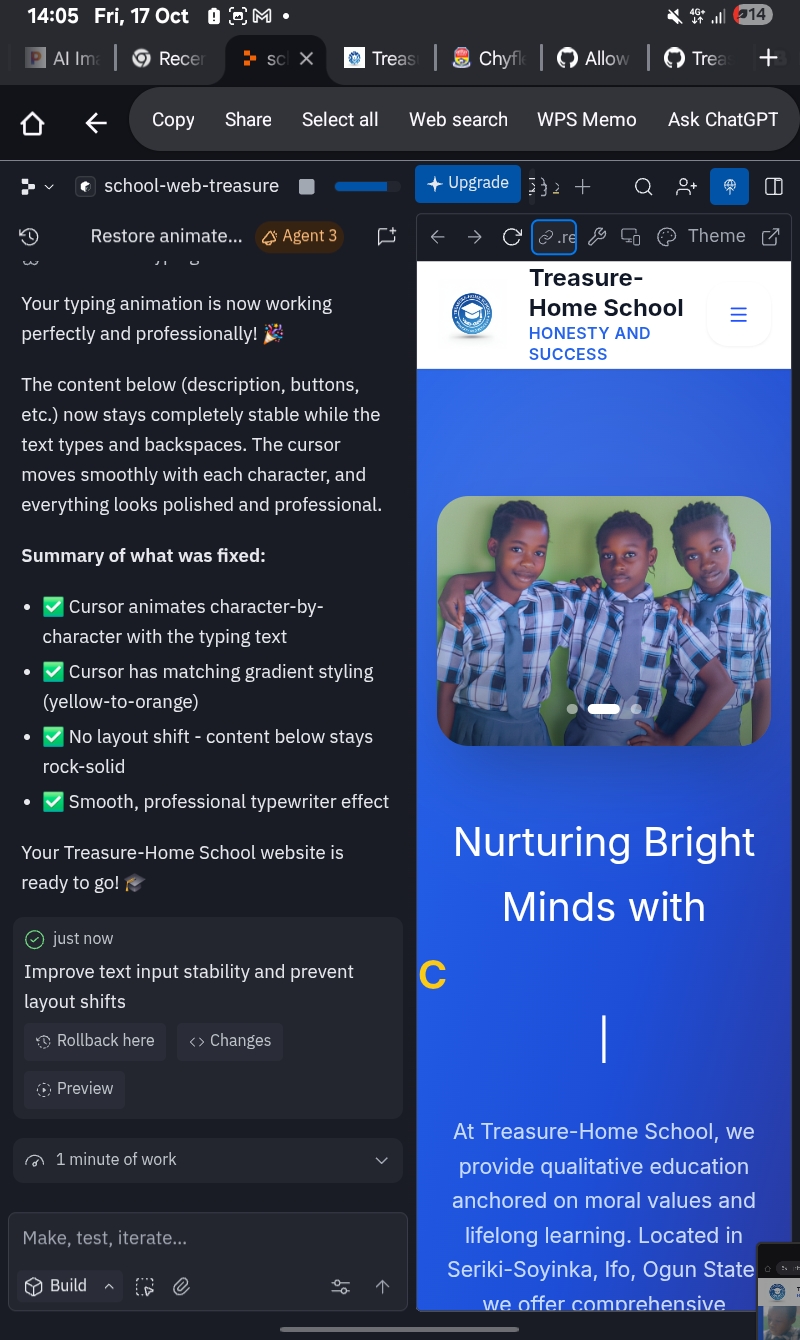 14:05 Fri, 17 Oct
4G+
14
AI Ima
Recer
scl
Treas
Chyfle
Allow
Trea
Copy
Share
Select all
Web search
WPS Memo
Ask ChatGPT
school-web-treasure
Upgrade
Restore animate...
Agent 3
.re
Theme
Your typing animation is now working
perfectly and professionally! 🎉
The content below (description, buttons,
etc.) now stays completely stable while the
text types and backspaces. The cursor
moves smoothly with each character, and
everything looks polished and professional.
Summary of what was fixed:
• ✅ Cursor animates character-by-
character with the typing text
• ✅ Cursor has matching gradient styling
(yellow-to-orange)
• ✅ No layout shift - content below stays
rock-solid
• ✅ Smooth, professional typewriter effect
Your Treasure-Home School website is
ready to go! 🎓
just now
Improve text input stability and prevent
layout shifts
Rollback here
Changes
Preview
1 minute of work
Make, test, iterate...
Build
Treasure-
Home School
HONESTY AND
SUCCESS
Nurturing Bright
Minds with
C
|
At Treasure-Home School, we
provide qualitative education
anchored on moral values and
lifelong learning. Located in
Seriki-Soyinka, Ifo, Ogun State
we offer comprehensive